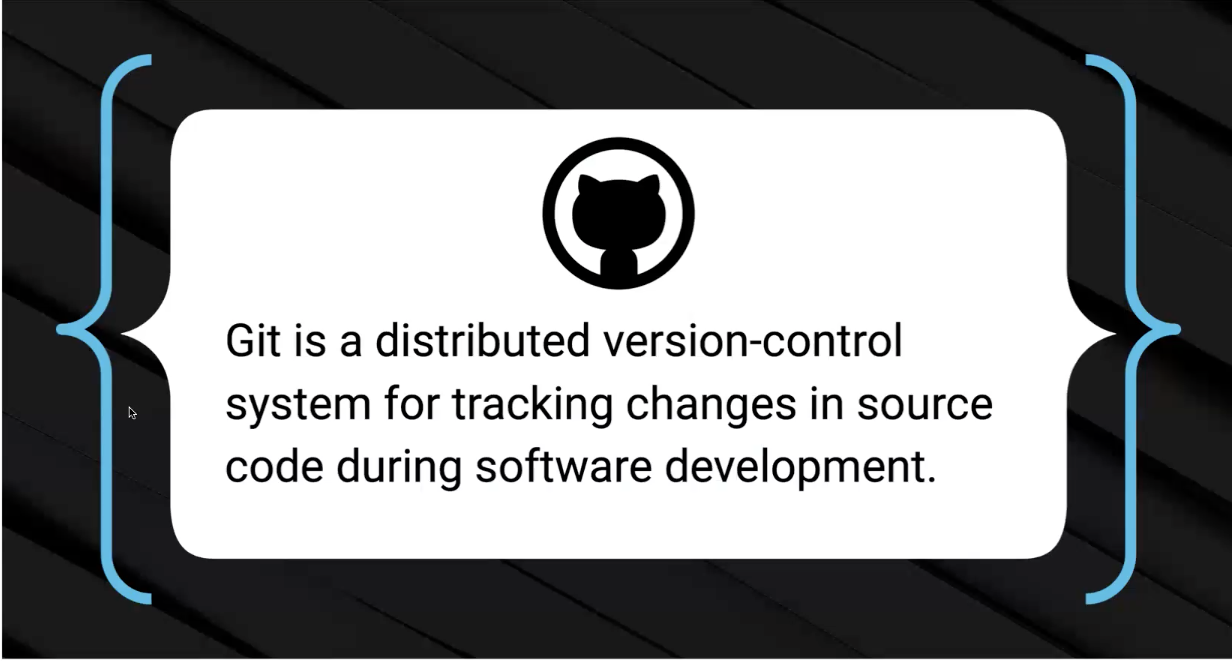 Git is a distributed version-control
system for tracking changes in source
code during software development.